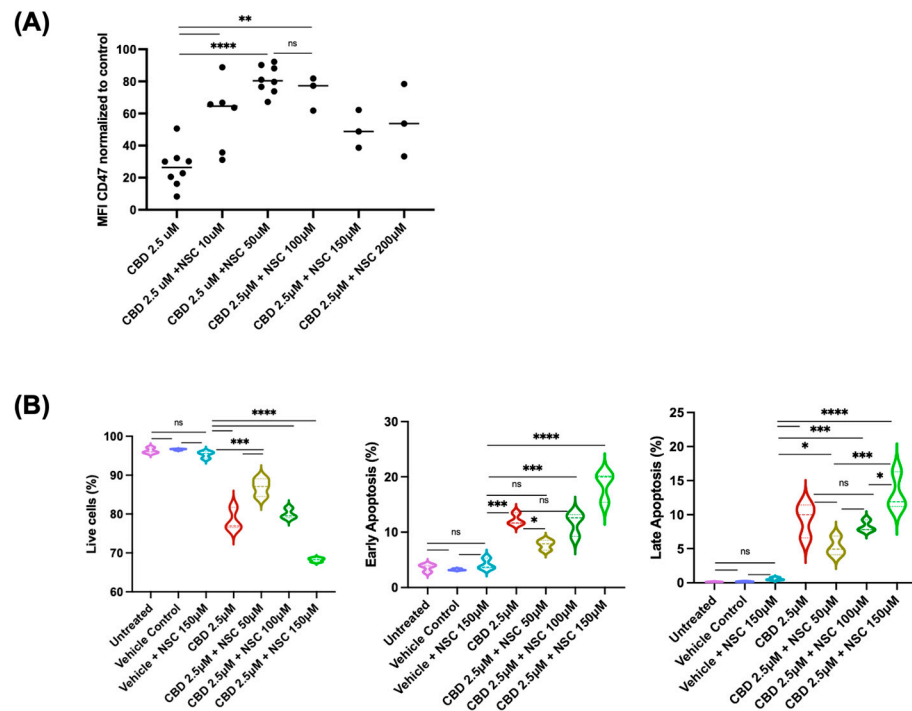 (A)
**
****
ns
MFI CD47 normalized to control
100
80
60
40
20
0
CBD 2.5 uM
CBD 2.5 uM +NSC 10uM
CBD 2.5 uM +NSC 50uM
CBD 2.5µM + NSC 100µM
CBD 2.5µM + NSC 150µM
CBD 2.5µM + NSC 200µM
(B)
Live cells (%)
100
90
80
70
60
ns
****
***
Untreated
Vehicle Control
Vehicle + NSC 150µM
CBD 2.5µM
CBD 2.5µM + NSC 50µM
CBD 2.5µM + NSC 100µM
CBD 2.5µM + NSC 150µM
Early Apoptosis (%)
30
20
10
0
****
***
ns
***
ns
*
ns
Untreated
Vehicle Control
Vehicle + NSC 150µM
CBD 2.5µM
CBD 2.5µM + NSC 50µM
CBD 2.5µM + NSC 100µM
CBD 2.5µM + NSC 150µM
Late Apoptosis (%)
25
20
15
10
5
0
****
***
*
***
ns
*
ns
Untreated
Vehicle Control
Vehicle + NSC 150µM
CBD 2.5µM
CBD 2.5µM + NSC 50µM
CBD 2.5µM + NSC 100µM
CBD 2.5µM + NSC 150µM